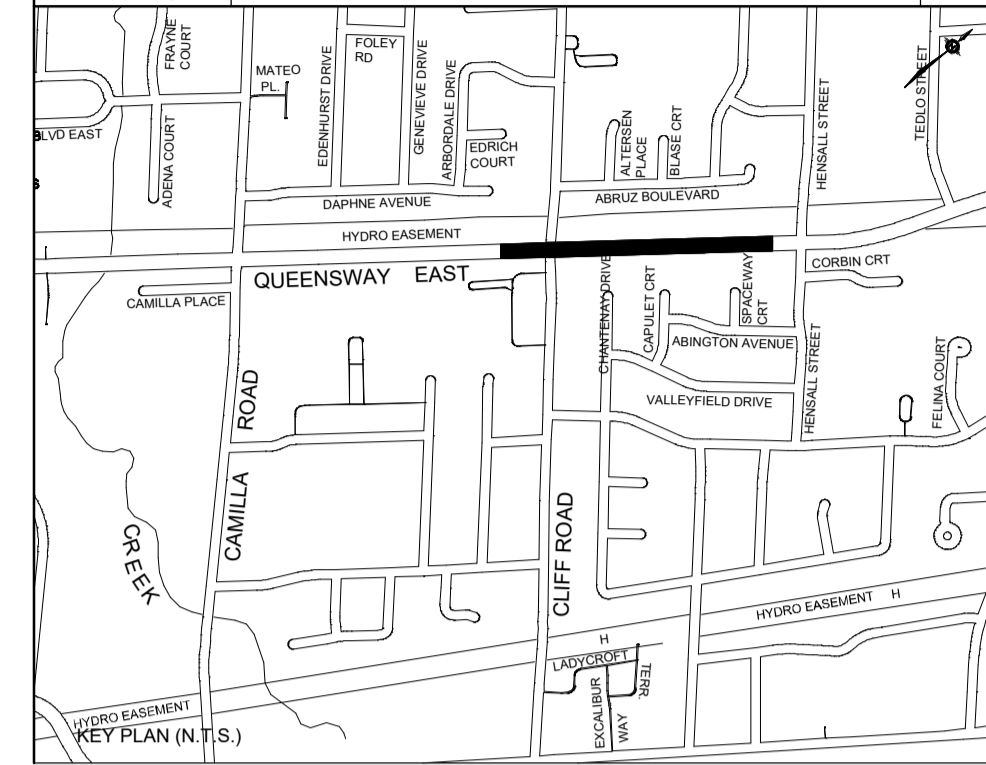 FRAYNE
COURT
FOLEY
RD
MATEO
PL.
EDENHURST DRIVE
GENEVIEVE DRIVE
ARBORDALE DRIVE
EDRICH
COURT
ALTERSEN
PLACE
BLASE CRT
HENSALL STREET
TEDLO STREET
BLVD EAST
ADENA COURT
DAPHNE AVENUE
ABRUZ BOULEVARD
HYDRO EASEMENT
QUEENSWAY EAST
CORBIN CRT
CAMILLA PLACE
CHANTENAY DRIVE
CAPULET CRT
SPACEWAY
CRT
ABINGTON AVENUE
HENSALL STREET
VALLEYFIELD DRIVE
FELINA COURT
CAMILLA ROAD
CREEK
CLIFF ROAD
HYDRO EASEMENT H
H
LADYCROFT
TERR.
EXCALIBUR
WAY
HYDRO EASEMENT
KEY PLAN (N.T.S.)